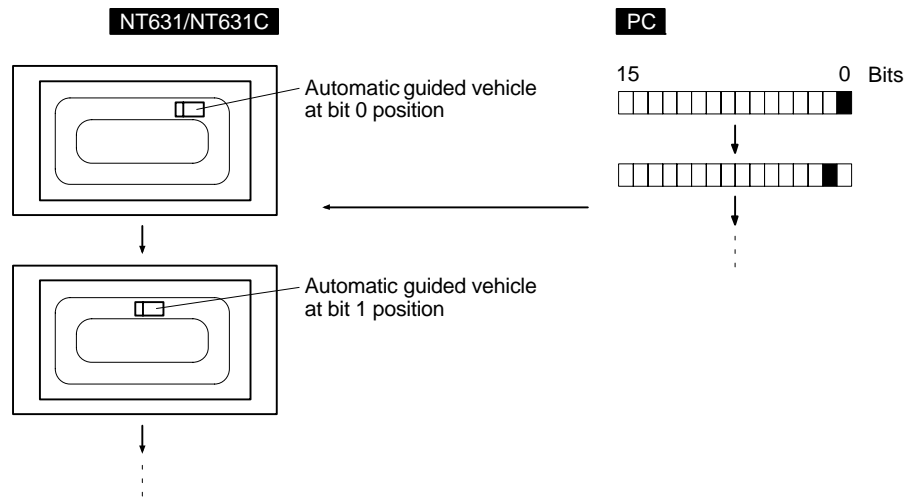 NT631/NT631C
PC
15 0 Bits
Automatic guided vehicle
at bit 0 position
Automatic guided vehicle
at bit 1 position